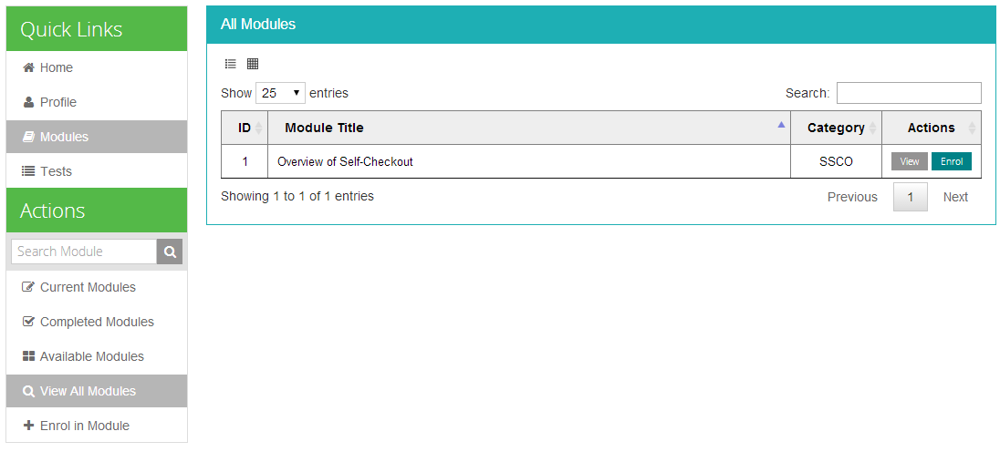 Quick Links
Home
Profile
Modules
Tests
Actions
Search Module
Current Modules
Completed Modules
Available Modules
View All Modules
Enrol in Module
All Modules
Show 25 entries
Search:
ID Module Title Category Actions
1 Overview of Self-Checkout SSCO View Enrol
Showing 1 to 1 of 1 entries
Previous 1 Next